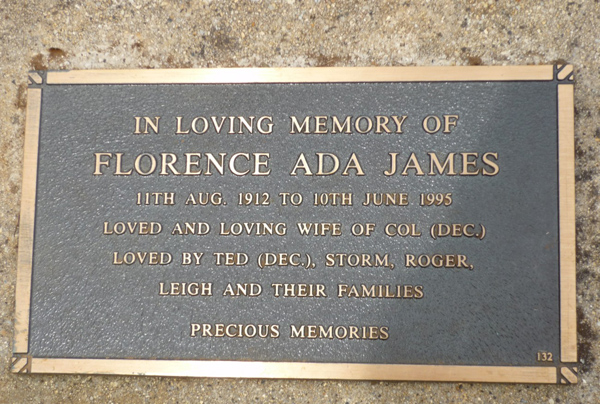 IN LOVING MEMORY OF
FLORENCE ADA JAMES
11TH AUG. 1912 TO 10TH JUNE 1995
LOVED AND LOVING WIFE OF COL (DEC.)
LOVED BY TED (DEC.), STORM, ROGER,
LEIGH AND THEIR FAMILIES
PRECIOUS MEMORIES
132